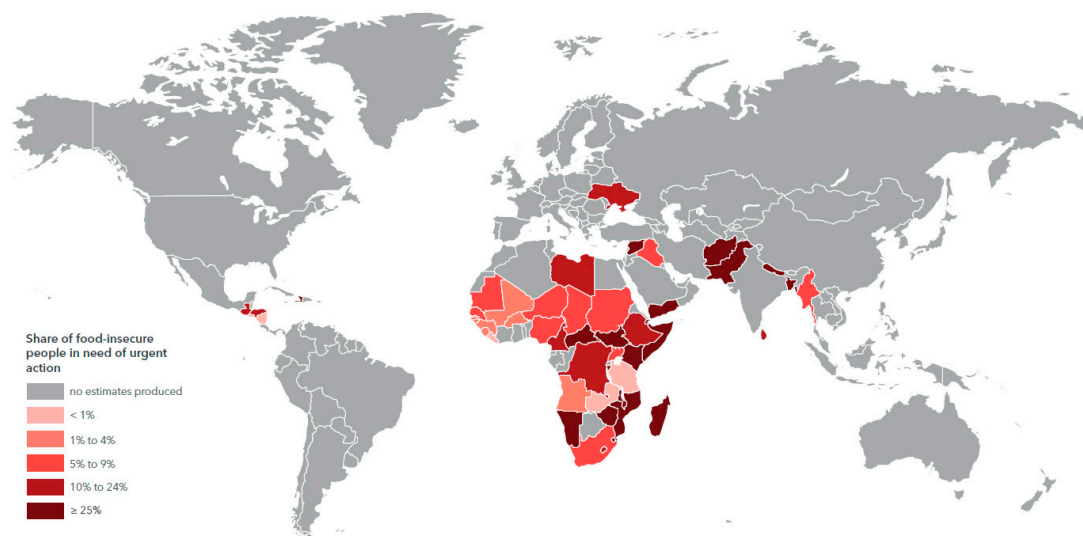 Share of food-insecure
people in need of urgent
action
no estimates produced
< 1%
1% to 4%
5% to 9%
10% to 24%
≥ 25%